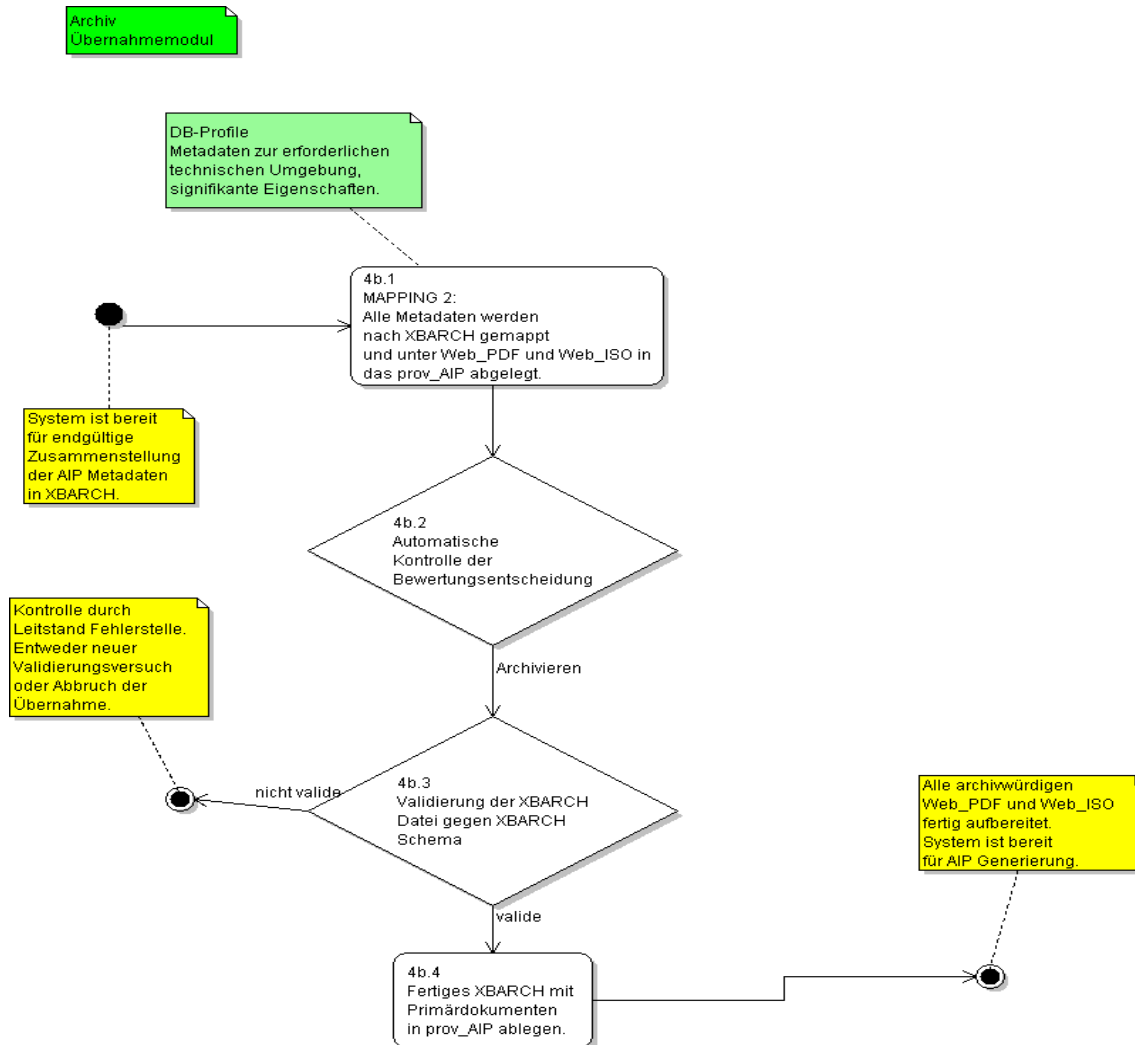 Archiv
Übernahmemodul
DB-Profile
Metadaten zur erforderlichen
technischen Umgebung,
signifikante Eigenschaften.
4b.1
MAPPING 2:
Alle Metadaten werden
nach XBARCH gemappt
und unter Web_PDF und Web_ISO in
das prov_AIP abgelegt.
System ist bereit
für endgültige
Zusammenstellung
der AIP Metadaten
in XBARCH.
4b.2
Automatische
Kontrolle der
Bewertungsentscheidung
Kontrolle durch
Leitstand Fehlerstelle.
Entweder neuer
Validierungsversuch
oder Abbruch der
Übernahme.
Archivieren
nicht valide
4b.3
Validierung der XBARCH
Datei gegen XBARCH
Schema
Alle archivwürdigen
Web_PDF und Web_ISO
fertig aufbereitet.
System ist bereit
für AIP Generierung.
valide
4b.4
Fertiges XBARCH mit
Primärdokumenten
in prov_AIP ablegen.